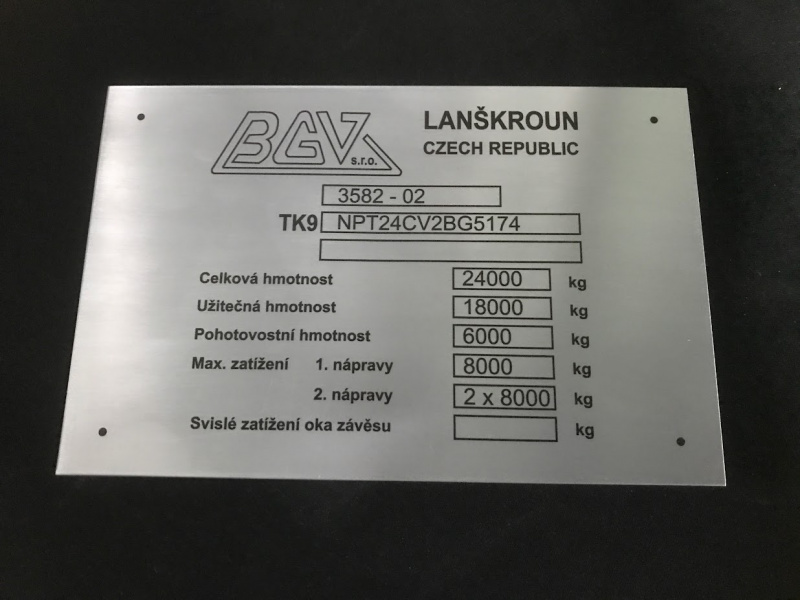 BGV s.r.o.
LANŠKROUN
CZECH REPUBLIC
3582 - 02
TK9 NPT24CV2BG5174
Celková hmotnost 24000 kg
Užitečná hmotnost 18000 kg
Pohotovostní hmotnost 6000 kg
Max. zatížení 1. nápravy 8000 kg
2. nápravy 2 x 8000 kg
Svislé zatížení oka závěsu kg